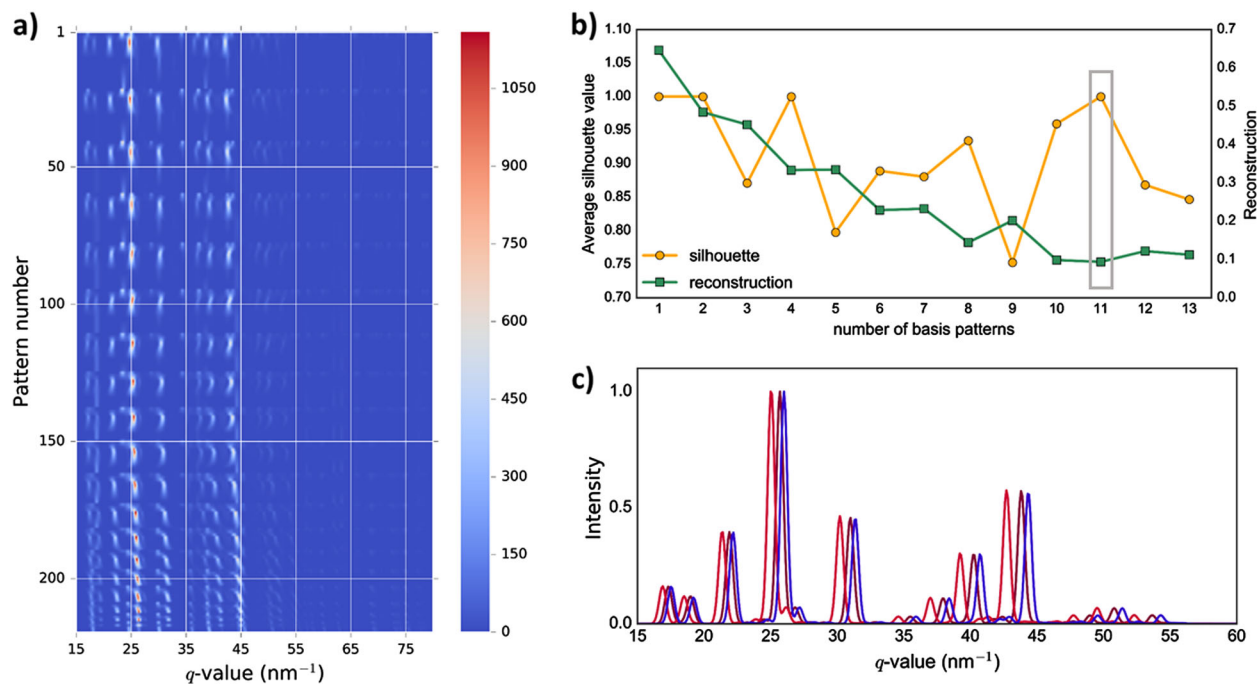 a)
Pattern number
1
50
100
150
200
15 25 35 45 55 65 75
q-value (nm⁻¹)
1050
900
750
600
450
300
150
0
b)
Average silhouette value
1.10
1.05
1.00
0.95
0.90
0.85
0.80
0.75
0.70
silhouette
reconstruction
1 2 3 4 5 6 7 8 9 10 11 12 13
number of basis patterns
0.7
0.6
0.5
0.4
0.3
0.2
0.1
0.0
Reconstruction
c)
Intensity
1.0
0.5
0.0
15 20 25 30 35 40 45 50 55 60
q-value (nm⁻¹)